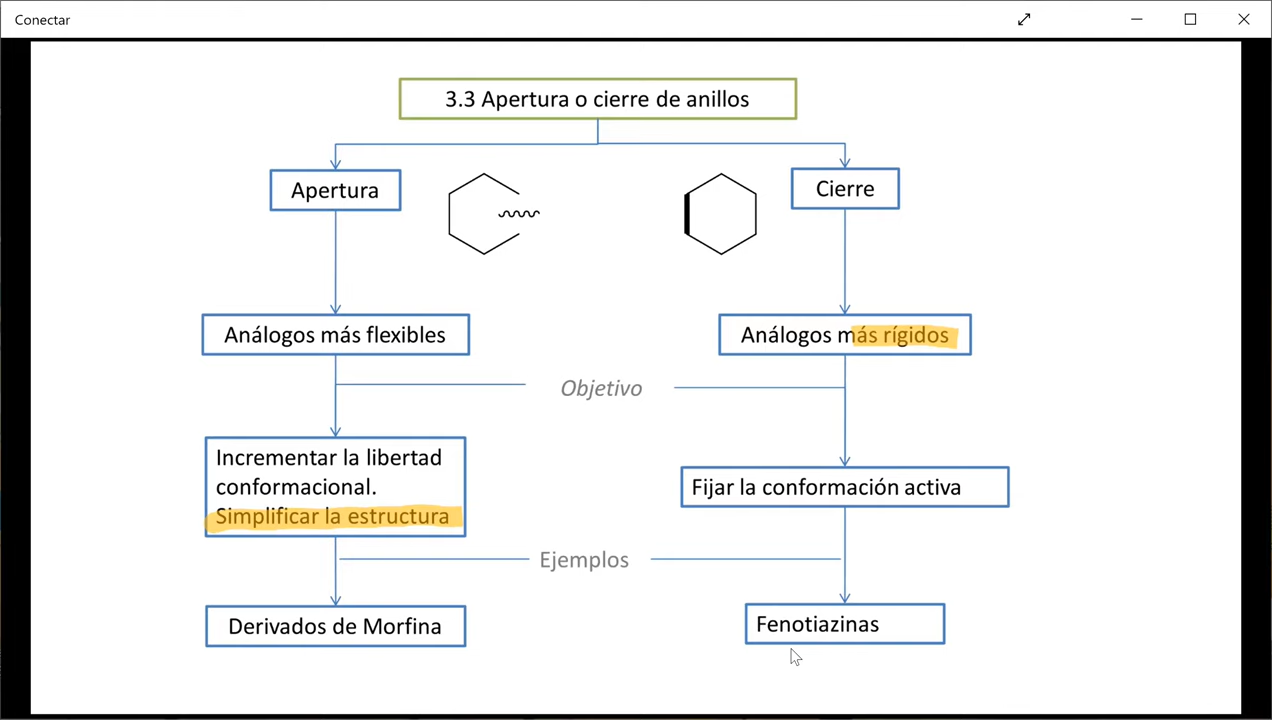 Conectar
3.3 Apertura o cierre de anillos
Apertura
Cierre
Análogos más flexibles
Análogos más rígidos
Objetivo
Incrementar la libertad
conformacional.
Simplificar la estructura
Fijar la conformación activa
Ejemplos
Derivados de Morfina
Fenotiazinas